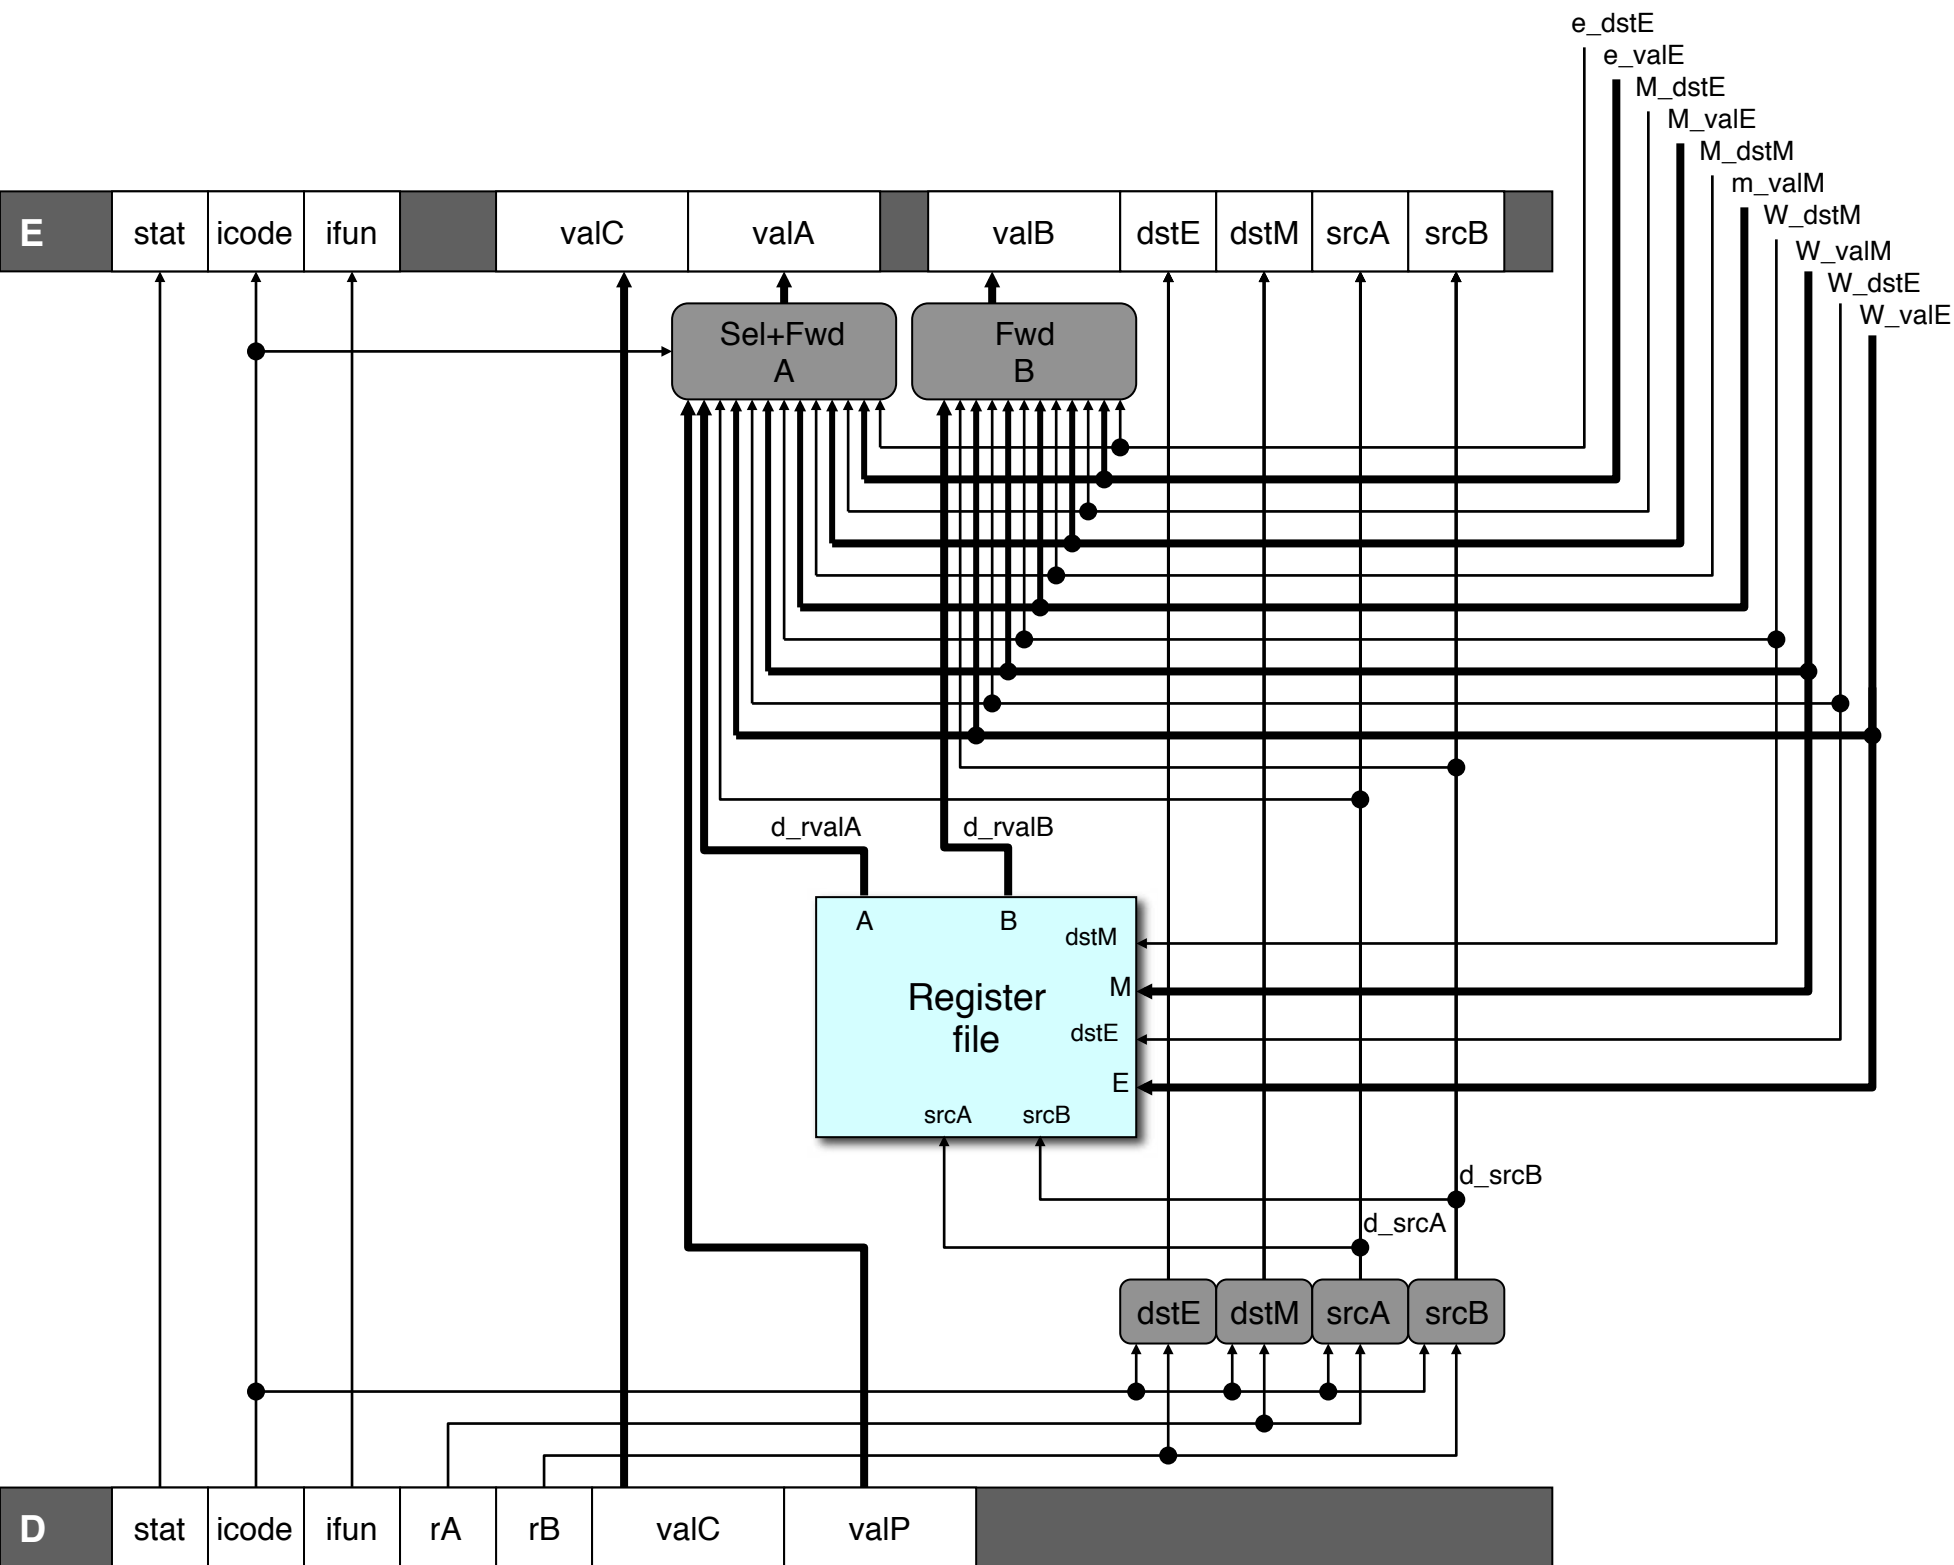 e_dstE
e_valE
M_dstE
M_valE
M_dstM
m_valM
W_dstM
W_valM
W_dstE
W_valE
E stat icode ifun valC valA valB dstE dstM srcA srcB
Sel+Fwd
A
Fwd
B
d_rvalA d_rvalB
A B
dstM
M
Register
file
dstE
E
srcA srcB
d_srcB
d_srcA
dstE dstM srcA srcB
D stat icode ifun rA rB valC valP